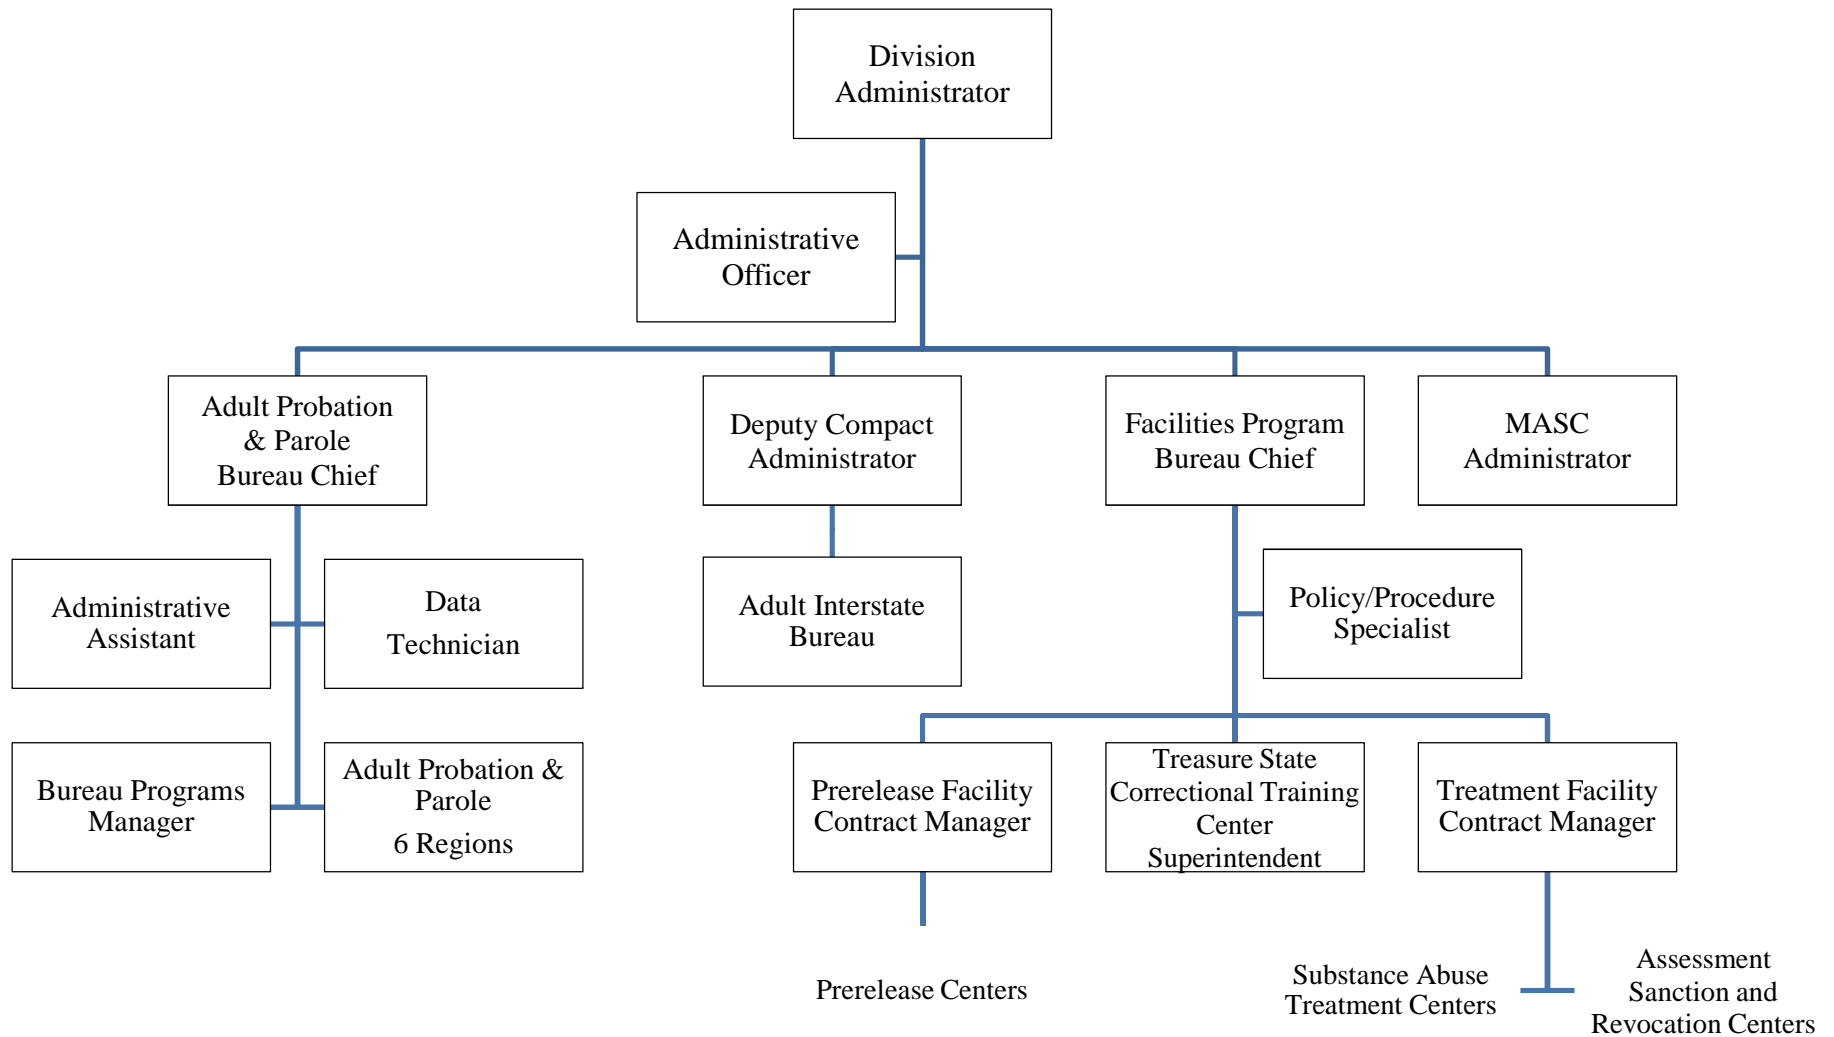 Division
Administrator
Administrative
Officer
Adult Probation
& Parole
Bureau Chief
Deputy Compact
Administrator
Facilities Program
Bureau Chief
MASC
Administrator
Administrative
Assistant
Data
Technician
Adult Interstate
Bureau
Policy/Procedure
Specialist
Bureau Programs
Manager
Adult Probation &
Parole
6 Regions
Prerelease Facility
Contract Manager
Treasure State
Correctional Training
Center
Superintendent
Treatment Facility
Contract Manager
Prerelease Centers
Substance Abuse
Treatment Centers
Assessment
Sanction and
Revocation Centers